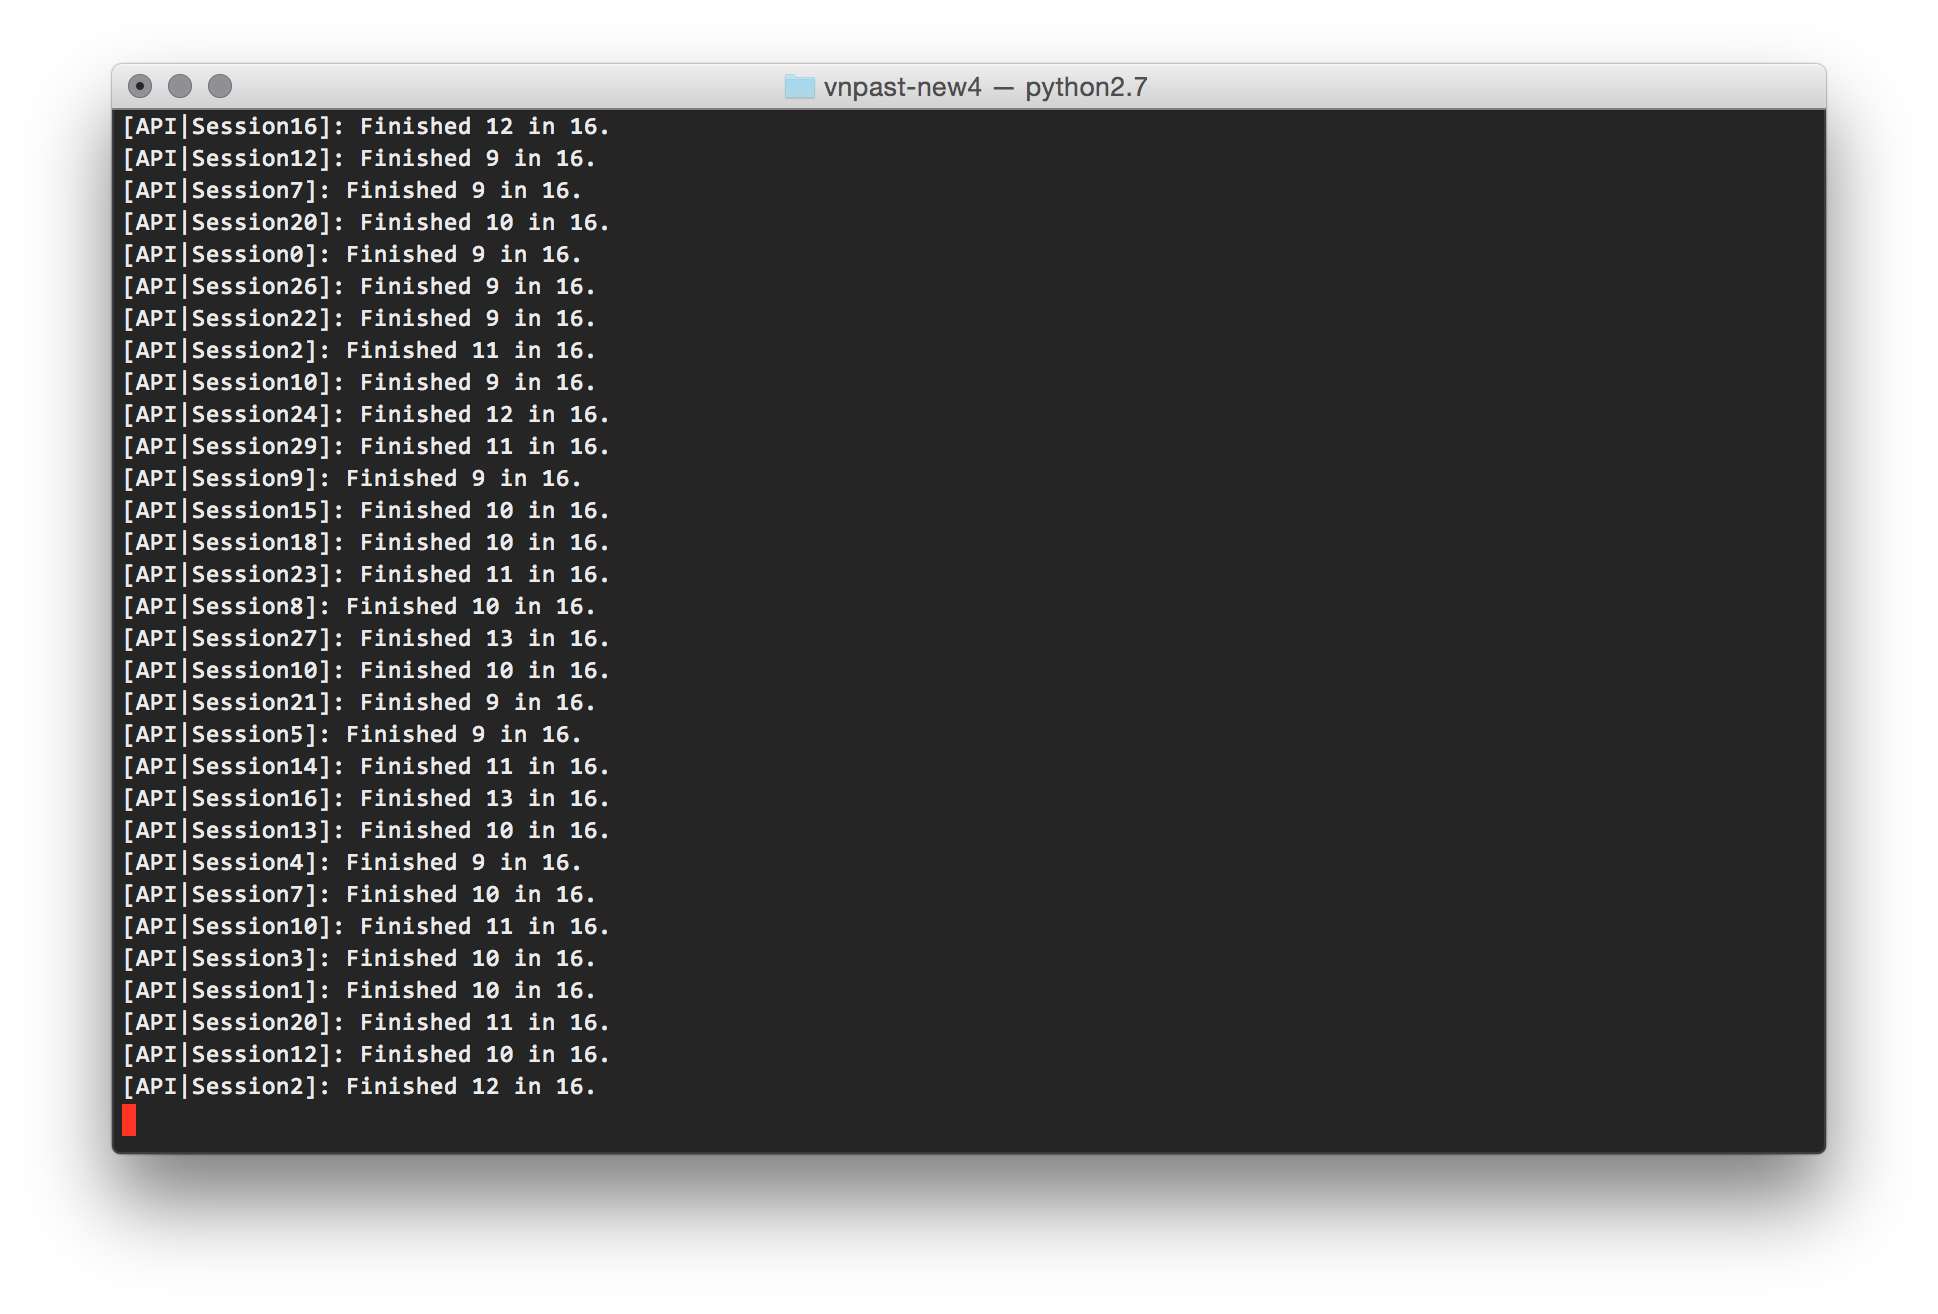 vnpast-new4 — python2.7
[API|Session16]: Finished 12 in 16.
[API|Session12]: Finished 9 in 16.
[API|Session7]: Finished 9 in 16.
[API|Session20]: Finished 10 in 16.
[API|Session0]: Finished 9 in 16.
[API|Session26]: Finished 9 in 16.
[API|Session22]: Finished 9 in 16.
[API|Session2]: Finished 11 in 16.
[API|Session10]: Finished 9 in 16.
[API|Session24]: Finished 12 in 16.
[API|Session29]: Finished 11 in 16.
[API|Session9]: Finished 9 in 16.
[API|Session15]: Finished 10 in 16.
[API|Session18]: Finished 10 in 16.
[API|Session23]: Finished 11 in 16.
[API|Session8]: Finished 10 in 16.
[API|Session27]: Finished 13 in 16.
[API|Session10]: Finished 10 in 16.
[API|Session21]: Finished 9 in 16.
[API|Session5]: Finished 9 in 16.
[API|Session14]: Finished 11 in 16.
[API|Session16]: Finished 13 in 16.
[API|Session13]: Finished 10 in 16.
[API|Session4]: Finished 9 in 16.
[API|Session7]: Finished 10 in 16.
[API|Session10]: Finished 11 in 16.
[API|Session3]: Finished 10 in 16.
[API|Session1]: Finished 10 in 16.
[API|Session20]: Finished 11 in 16.
[API|Session12]: Finished 10 in 16.
[API|Session2]: Finished 12 in 16.